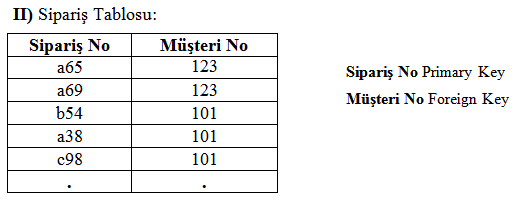 II) Sipariş Tablosu:
Sipariş No Müşteri No
a65 123
a69 123
b54 101
a38 101
c98 101
. .
Sipariş No Primary Key
Müşteri No Foreign Key